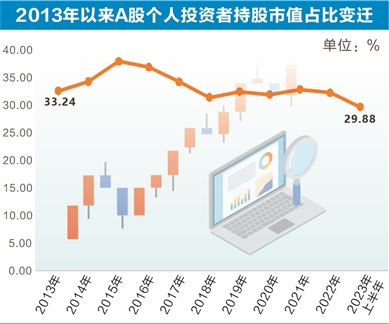 2013年以来A股个人投资者持股市值占比变迁
单位：%
40.00
35.00
30.00
25.00
20.00
15.00
10.00
5.00
0.00
33.24
29.88
2013年
2014年
2015年
2016年
2017年
2018年
2019年
2020年
2021年
2022年
2023年
上半年